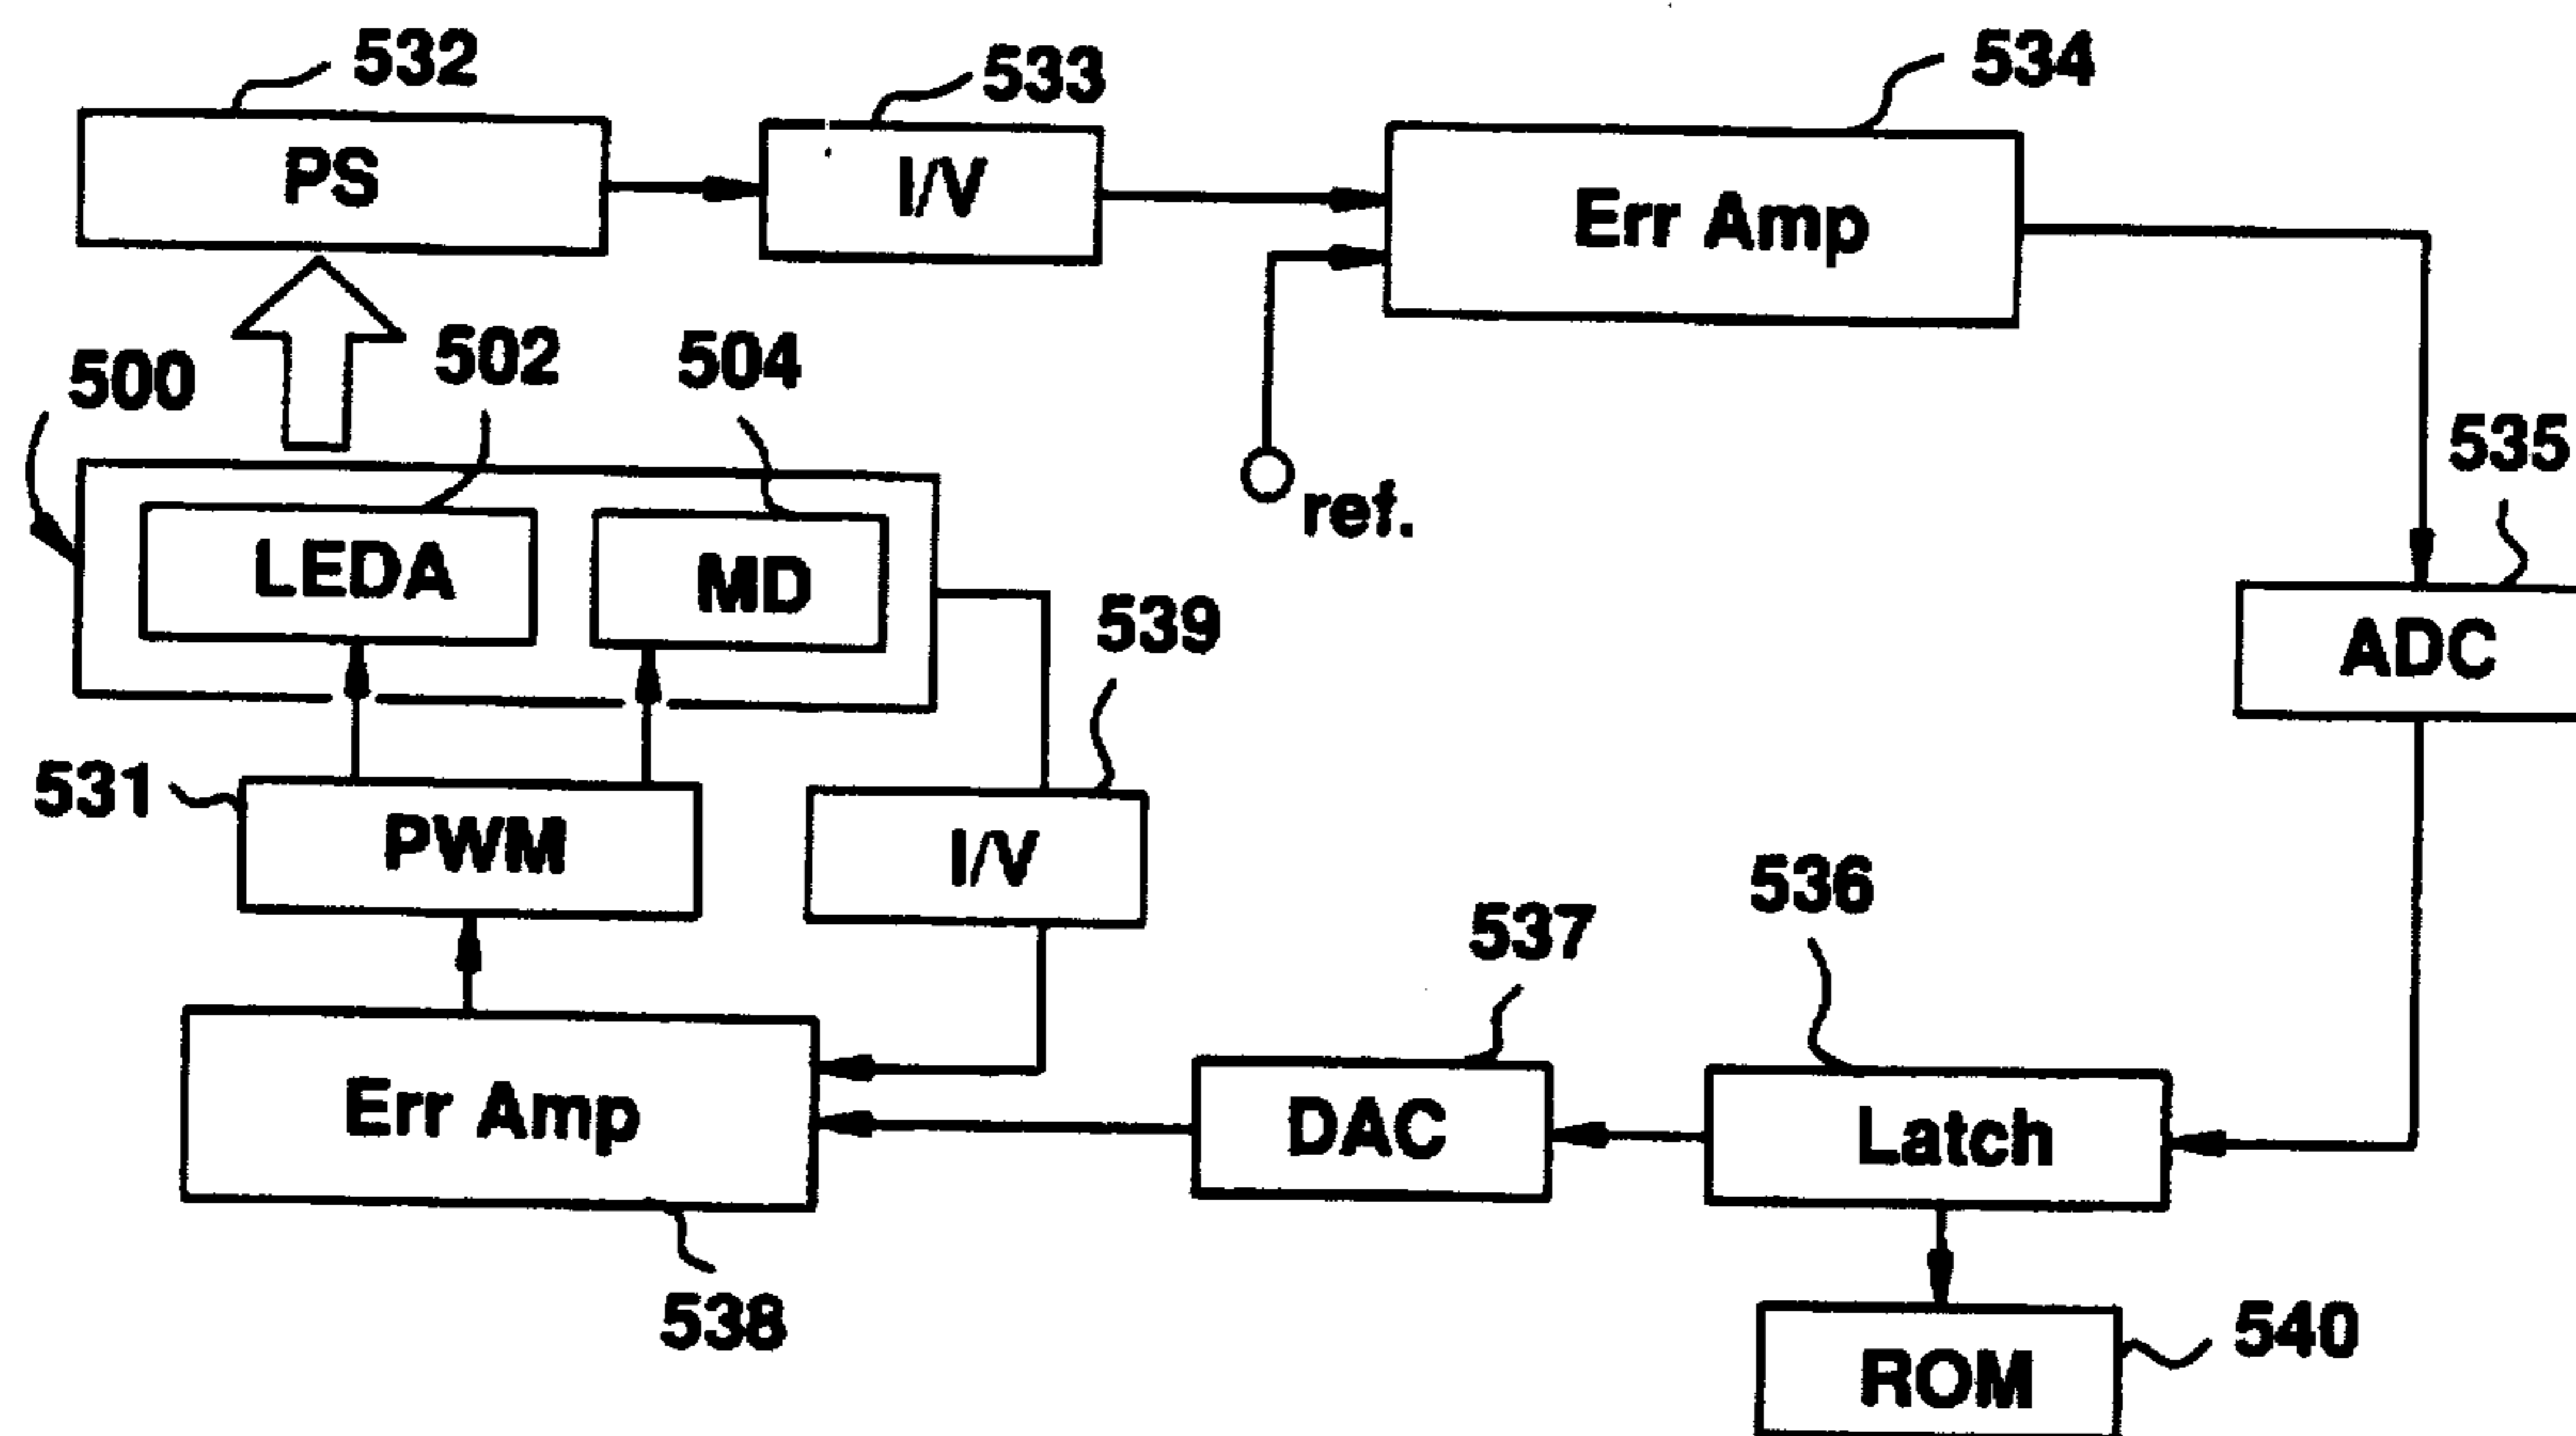 532
533
534
PS
I/V
Err Amp
502
504
500
535
ref.
LEDA
MD
539
ADC
531
PWM
I/V
536
537
Err Amp
DAC
Latch
538
540
ROM